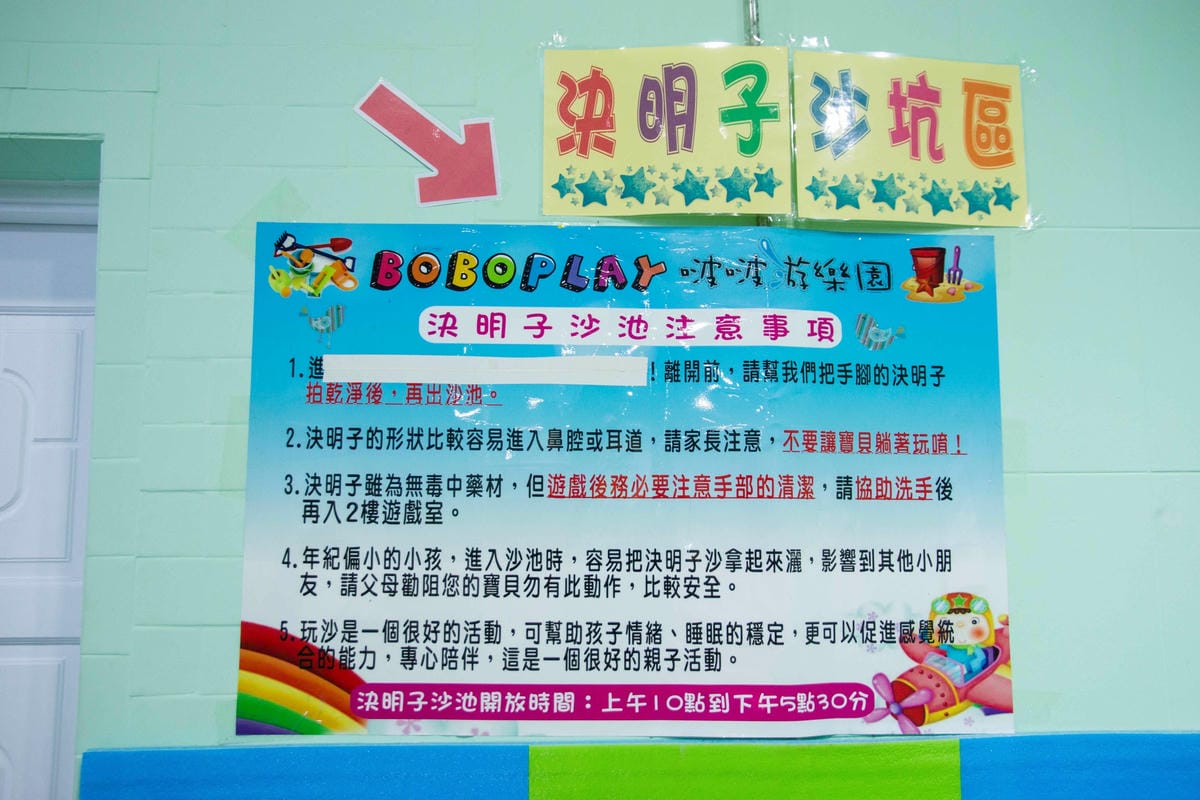 決明子沙坑區
BOBOPLAY 啵啵游樂園
決明子沙池注意事項
1.進！離開前，請幫我們把手腳的決明子
拍乾淨後，再出沙池。
2.決明子的形狀比較容易進入鼻腔或耳道，請家長注意，不要讓寶貝躺著玩唷！
3.決明子雖為無毒中藥材，但遊戲後務必要注意手部的清潔，請協助洗手後
再入2樓遊戲室。
4.年紀偏小的小孩，進入沙池時，容易把決明子沙拿起來灑，影響到其他小朋
友，請父母勸阻您的寶貝勿有此動作，比較安全。
5.玩沙是一個很好的活動，可幫助孩子情緒、睡眠的穩定，更可以促進感覺統
合的能力，專心陪伴，這是一個很好的親子活動。
決明子沙池開放時間：上午10點到下午5點30分